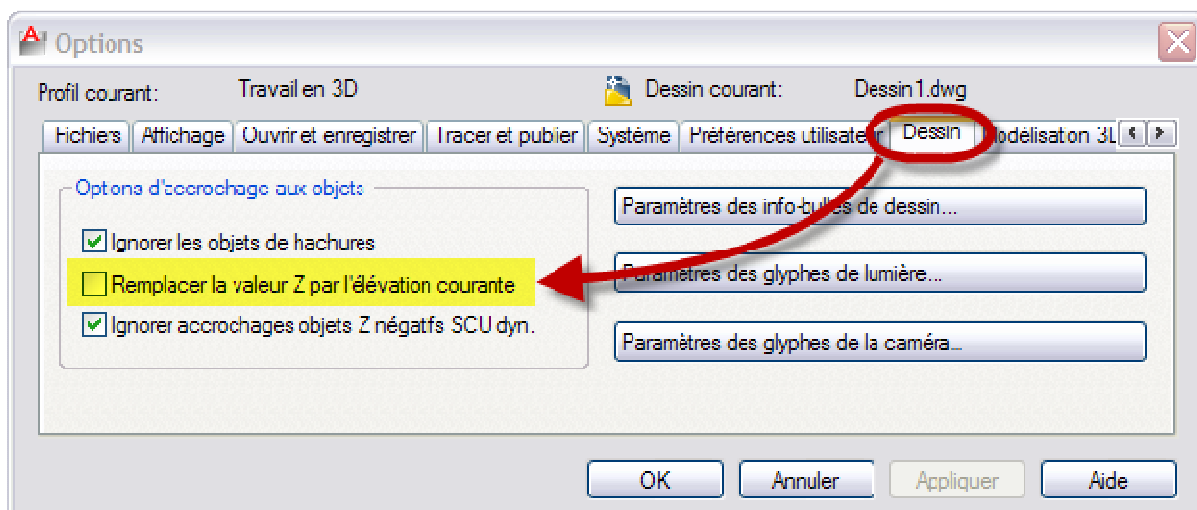 Options
Profil courant: Travail en 3D Dessin courant: Dessin1.dwg
Fichiers Affichage Ouvrir et enregistrer Tracer et publier Système Préférences utilisateur Dessin Modélisation 3D
Options d'accrochage aux objets
Paramètres des info-bulles de dessin...
Ignorer les objets de hachures
Remplacer la valeur Z par l'élévation courante
Paramètres des glyphes de lumière...
Ignorer accrochages objets Z négatfs SCU dyn.
Paramètres des glyphes de la caméra...
OK Annuler Appliquer Aide